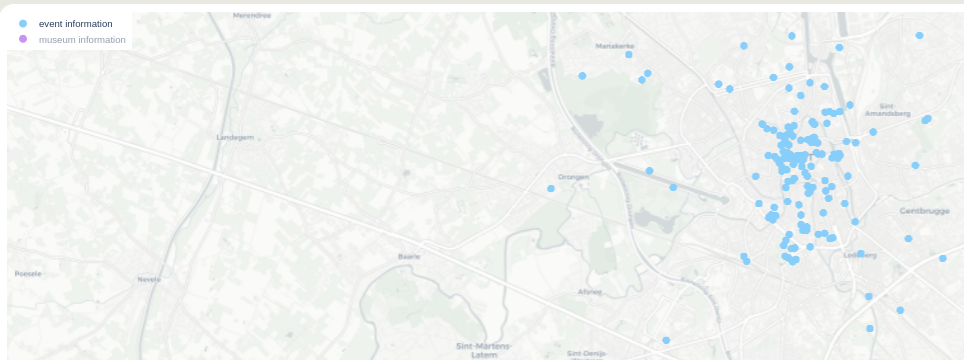 event information
museum information
Merendree
Mariakerke
Sint-
Amandsberg
Landegem
Drongen
Gentbrugge
Baarle
Ledeberg
Poesele
Nevele
Afsnee
Sint-Martens-
Latem
Sint-Denijs-